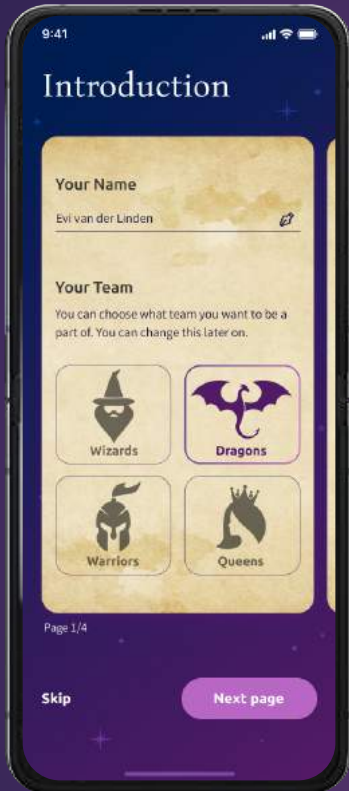 9:41
Introduction
Your Name
Evi van der Linden
Your Team
You can choose what team you want to be a
part of. You can change this later on.
Wizards
Dragons
Warriors
Queens
Page 1/4
Skip
Next page